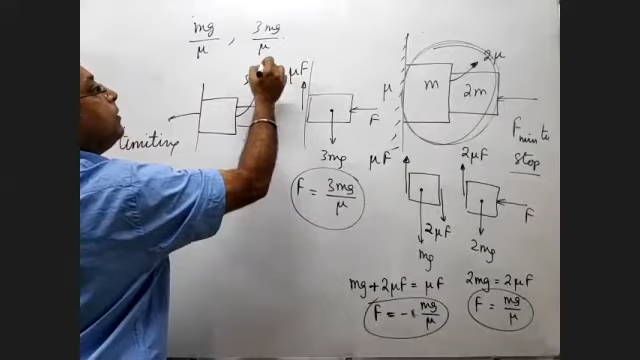 mg/μ , 3mg/μ
μF
F
3mg
F = 3mg/μ
μ
m
2μ
2m
F min to
stop
μF
2μF
mg
2μF
F
2mg
mg + 2μF = μF
F = - mg/μ
2mg = 2μF
F = mg/μ